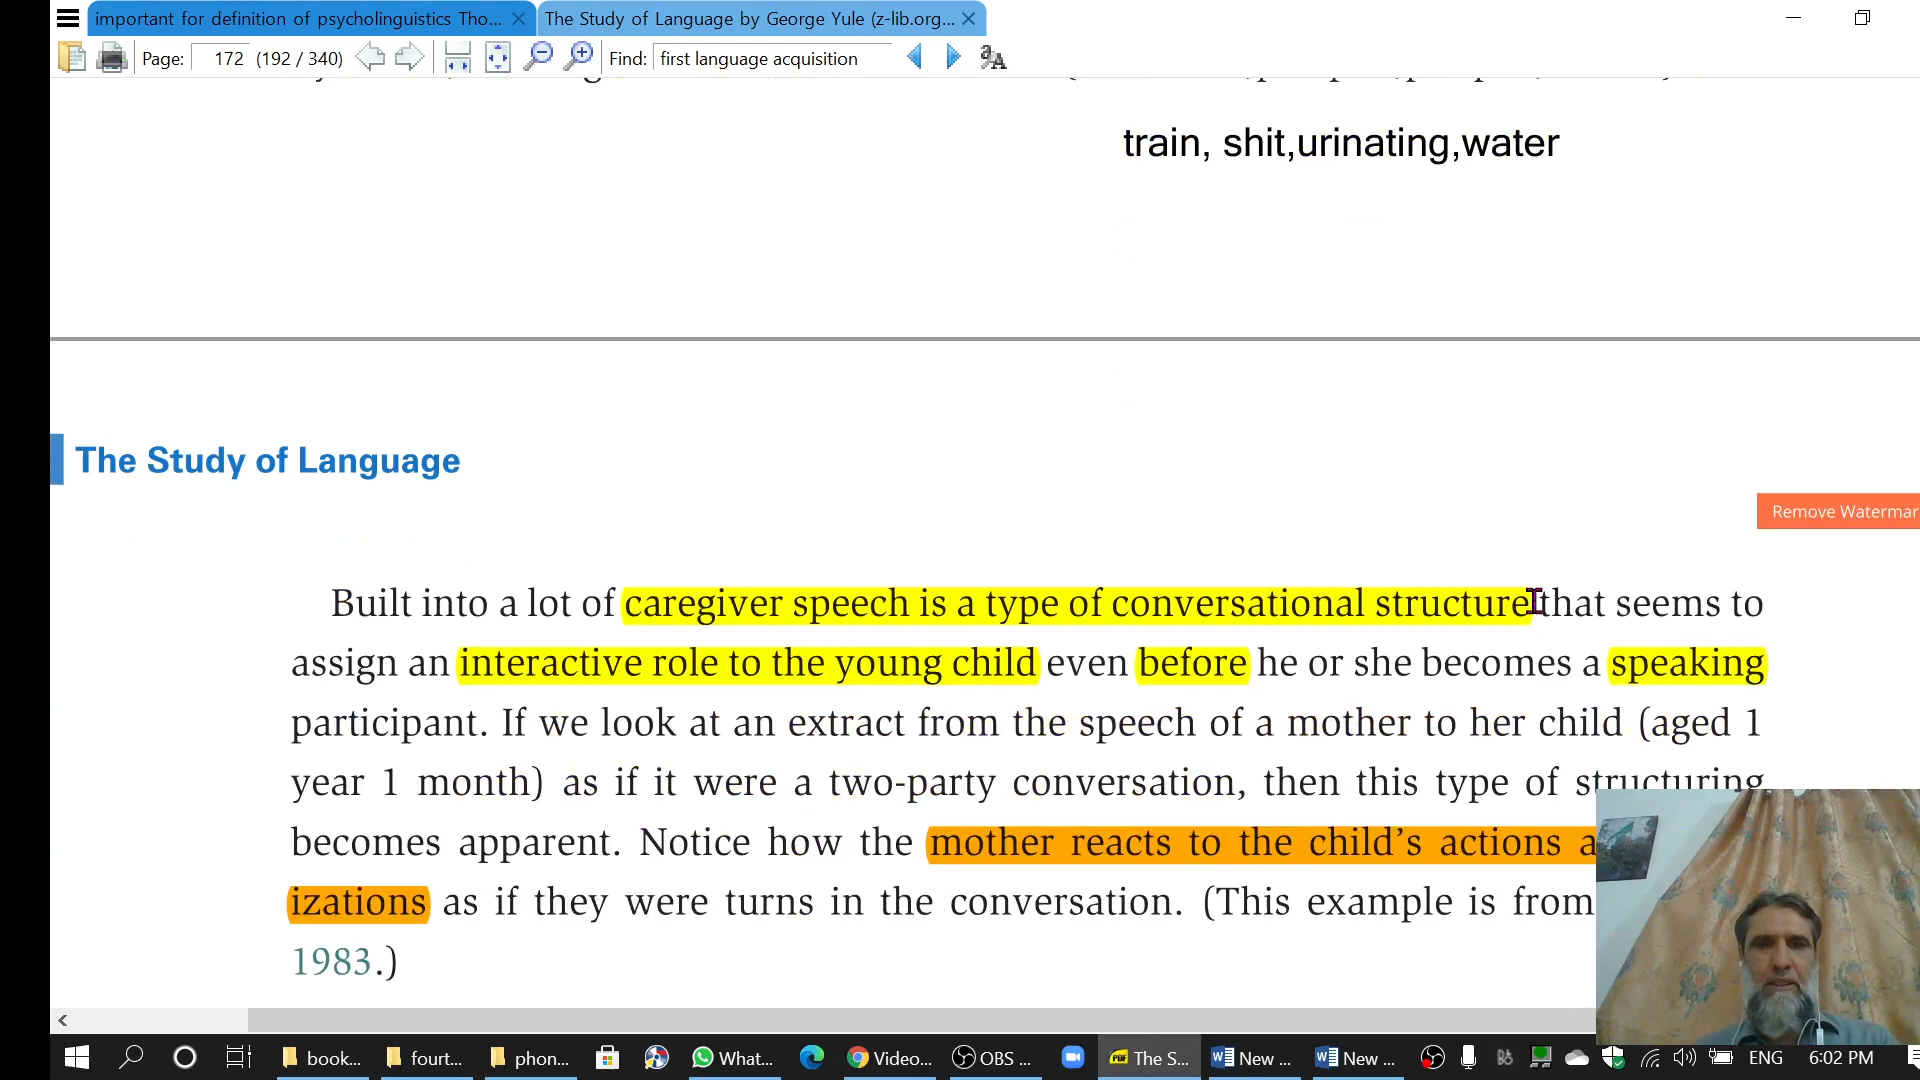 important for definition of psycholinguistics Tho...
The Study of Language by George Yule (z-lib.org...
Page: 172 (192 / 340) Find: first language acquisition
train, shit,urinating,water
The Study of Language
Remove Watermar
Built into a lot of caregiver speech is a type of conversational structure that seems to
assign an interactive role to the young child even before he or she becomes a speaking
participant. If we look at an extract from the speech of a mother to her child (aged 1
year 1 month) as if it were a two-party conversation, then this type of structuring
becomes apparent. Notice how the mother reacts to the child’s actions a
izations as if they were turns in the conversation. (This example is from
1983.)
book... fourt... phon... What... Video... OBS ... The S... New ... New ... ENG 6:02 PM